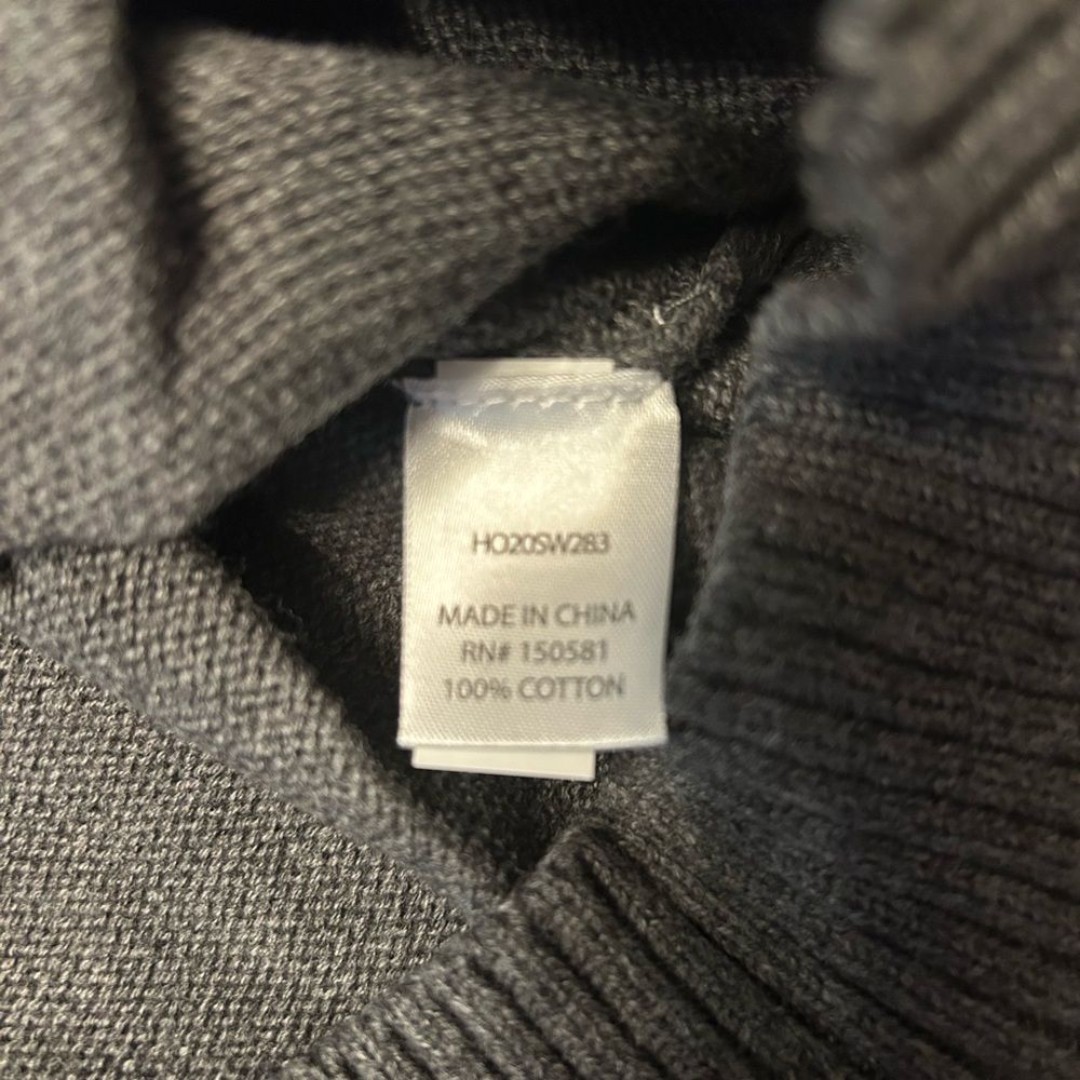 HO20SW283
MADE IN CHINA
RN# 150581
100% COTTON